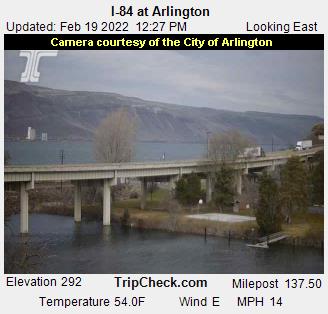 I-84 at Arlington
Updated: Feb 19 2022 12:27 PM Looking East
Camera courtesy of the City of Arlington
Elevation 292 TripCheck.com Milepost 137.50
Temperature 54.0F Wind E MPH 14